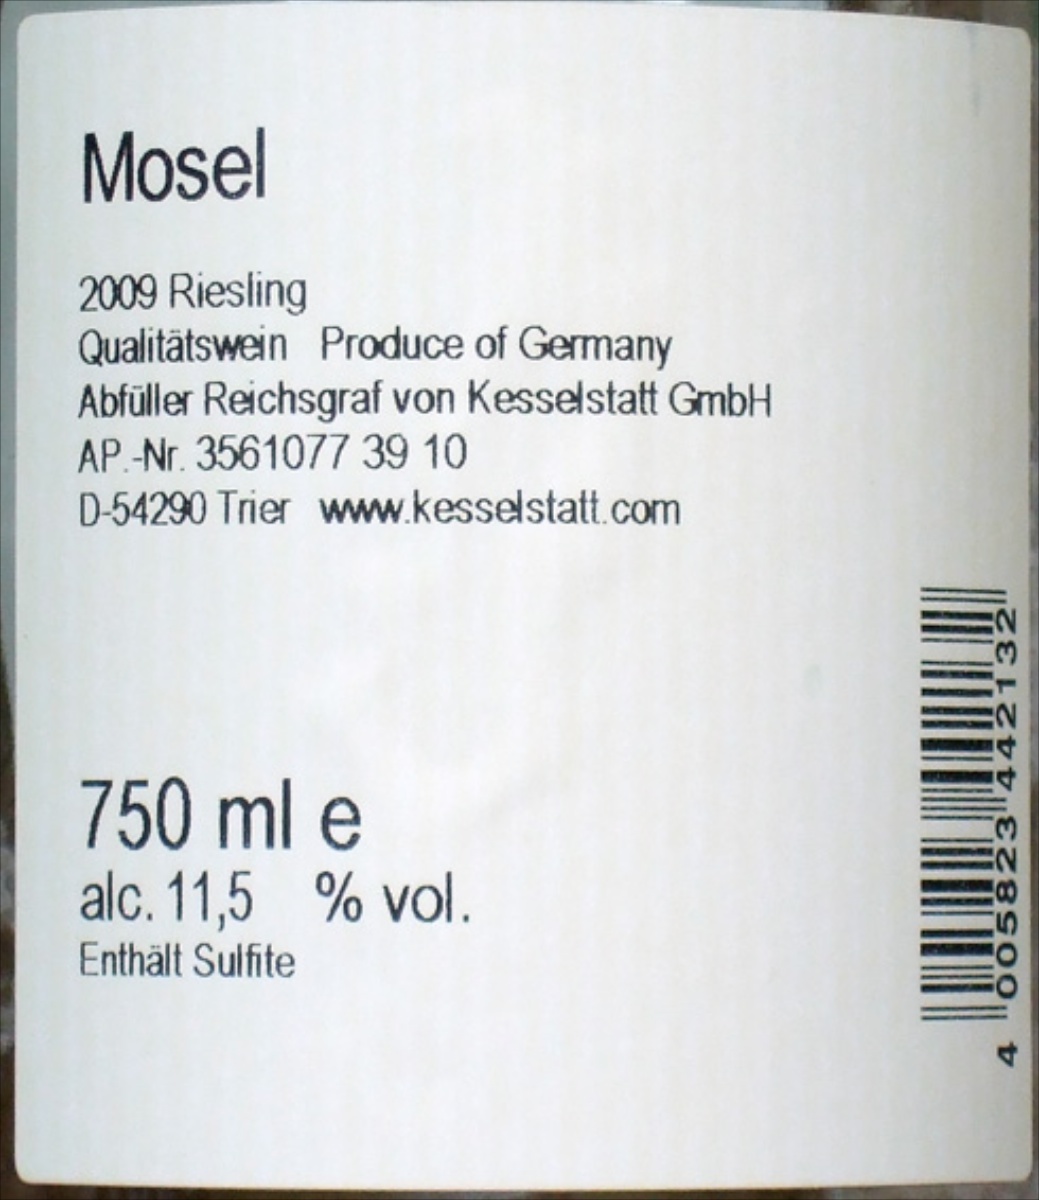 Mosel
2009 Riesling
Qualitätswein Produce of Germany
Abfüller Reichsgraf von Kesselstatt GmbH
AP.-Nr. 3561077 39 10
D-54290 Trier www.kesselstatt.com
750 ml e
alc. 11,5 % vol.
Enthält Sulfite
4 005823 442132